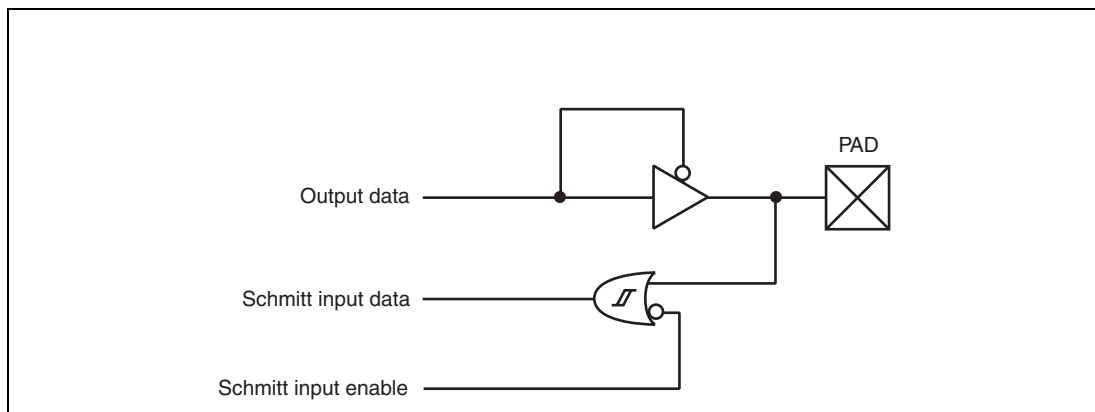 PAD
Output data
Schmitt input data
Schmitt input enable